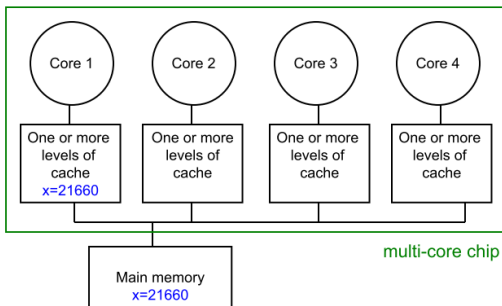 Core 1
Core 2
Core 3
Core 4
One or more
levels of
cache
x=21660
One or more
levels of
cache
One or more
levels of
cache
One or more
levels of
cache
multi-core chip
Main memory
x=21660